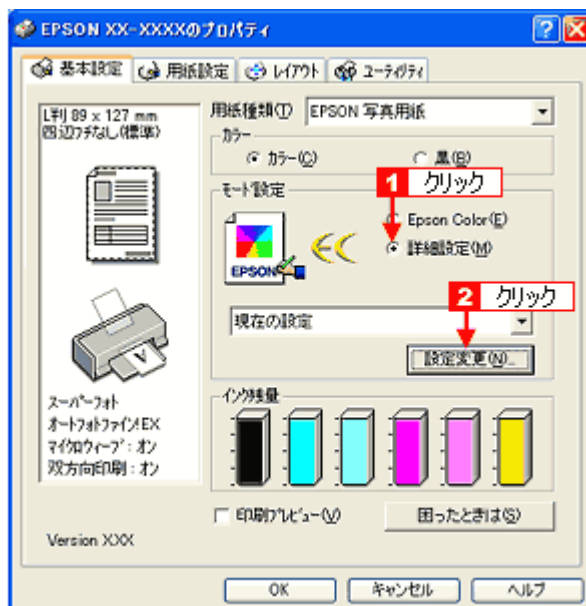 EPSON XX-XXXXのプロパティ
基本設定 用紙設定 レイアウト ユーティリティ
L判 89 x 127 mm
四辺フチなし(標準)
用紙種類(T) EPSON 写真用紙
カラー
カラー(C) 黒(B)
1 クリック
モード設定
Epson Color(E)
詳細設定(M)
EPSON
2 クリック
現在の設定
設定変更(N)...
インク残量
スーパーフォト
オートフォトファイン!EX
マイクロウィーブ：オン
双方向印刷：オン
印刷プレビュー(V) 困ったときは(S)
Version XXX
OK キャンセル ヘルプ